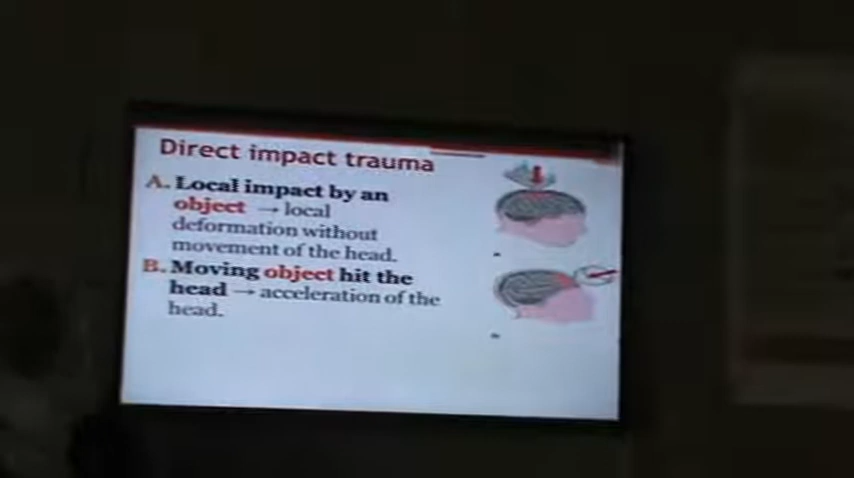 Direct impact trauma
A. Local impact by an
object → local
deformation without
movement of the head.
B. Moving object hit the
head → acceleration of the
head.